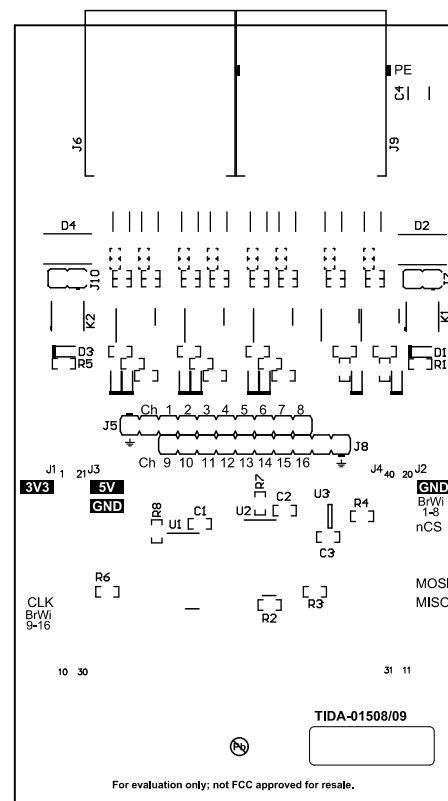 PE
C4
J6
J9
D4
D2
J10
K2
K1
D3
R5
D1
R1
Ch 1 2 3 4 5 6 7 8
J5
J8
Ch 9 10 11 12 13 14 15 16
J1 1 21 J3
J4 40 20 J2
3V3
5V
GND
GND
BrWi
1-8
nCS
R8
U1
C1
R7
U2
C2
U3
R4
C3
R6
R2
R3
CLK
BrWi
9-16
MOSI
MISO
10 30
31 11
TIDA-01508/09
Pb
For evaluation only; not FCC approved for resale.